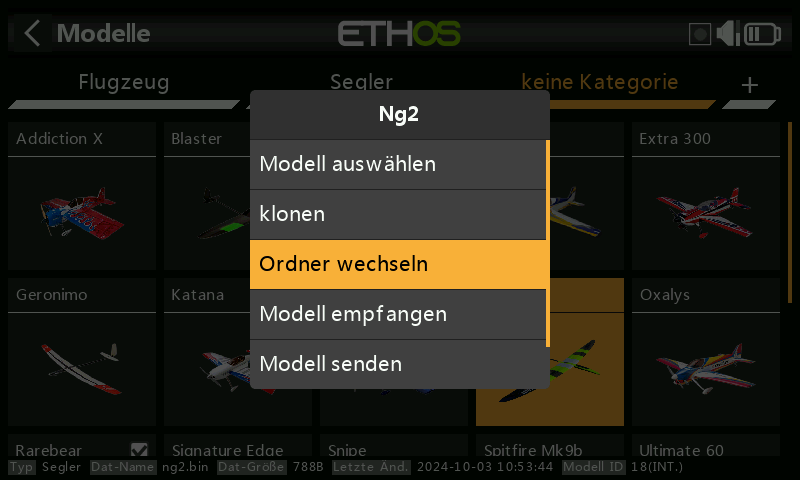 Modelle
ETHOS
Flugzeug
Segler
keine Kategorie
+
Addiction X
Blaster
Extra 300
Ng2
Modell auswählen
klonen
Ordner wechseln
Modell empfangen
Modell senden
Geronimo
Katana
Oxalys
Rarebear
Signature Edge
Snipe
Spitfire Mk9b
Ultimate 60
Typ Segler Dat-Name ng2.bin Dat-Größe 788B Letzte Änd. 2024-10-03 10:53:44 Modell ID 18(INT.)